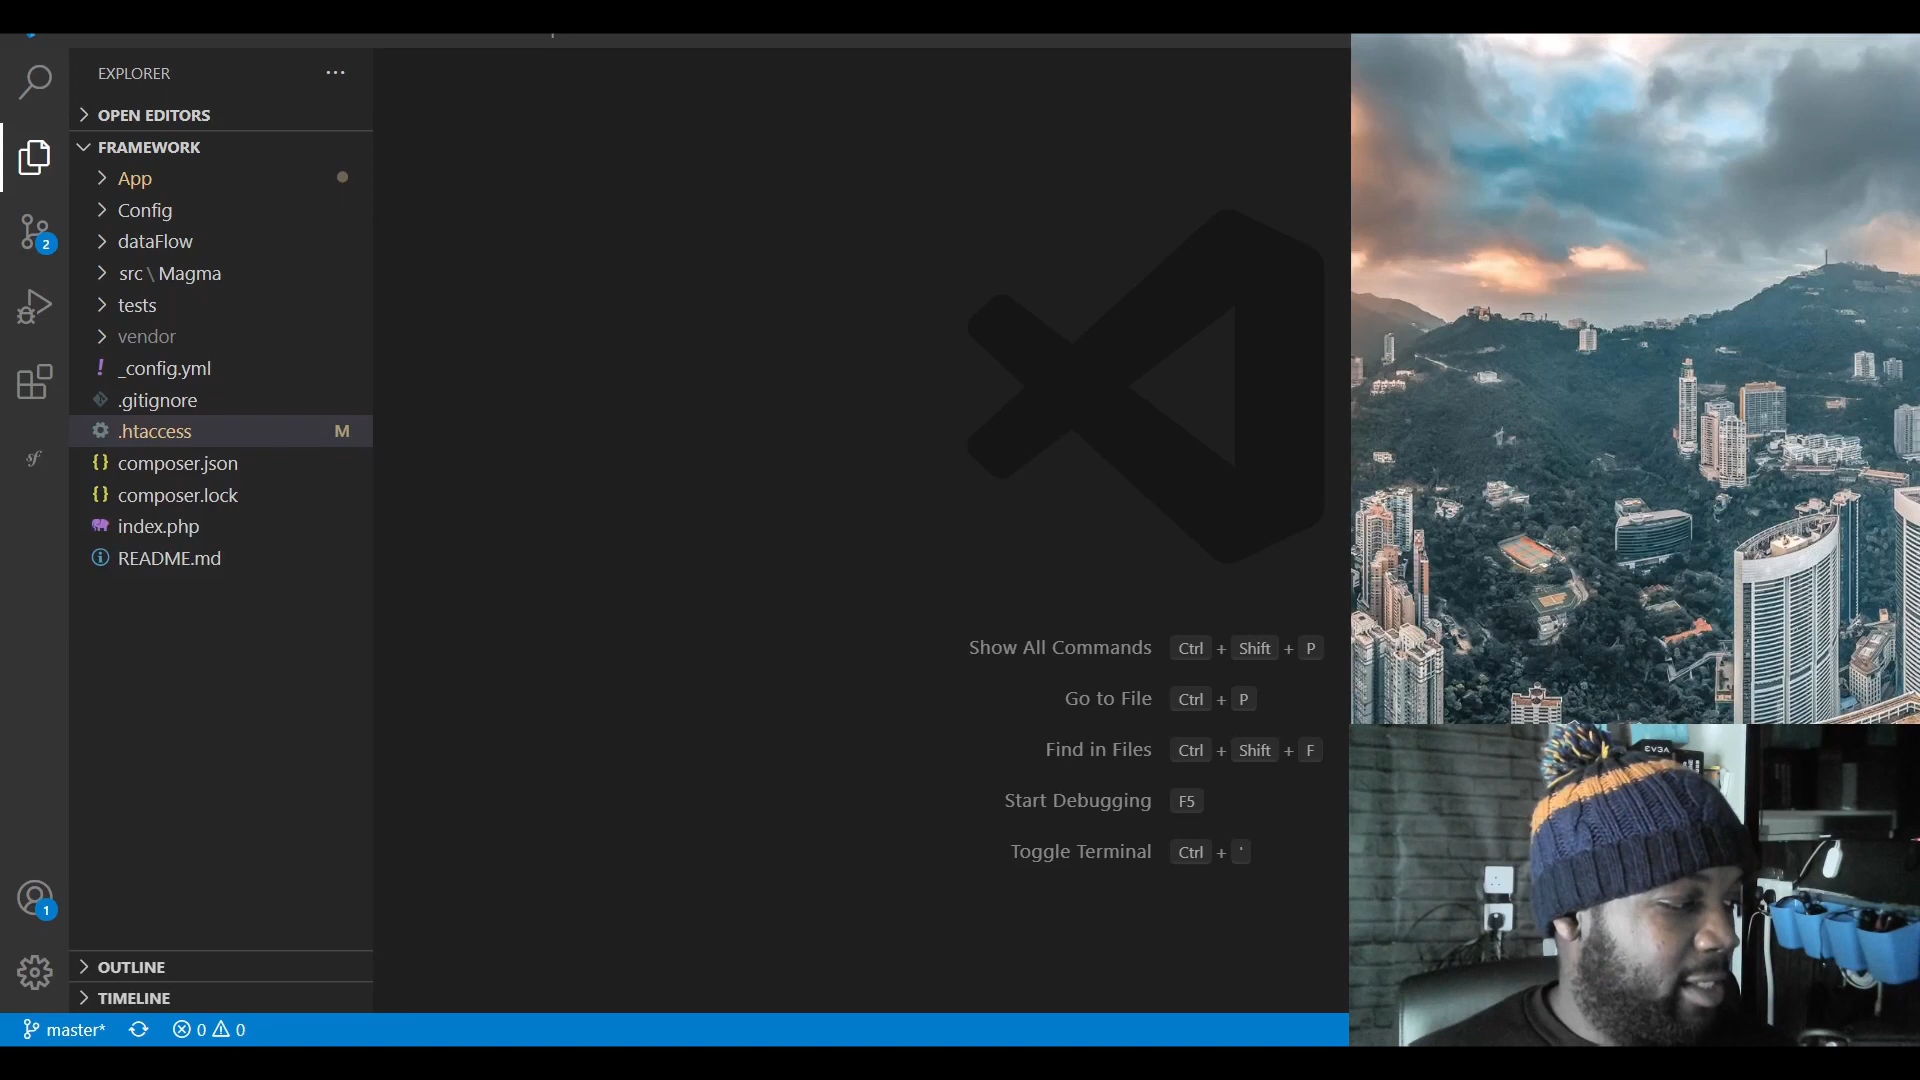 EXPLORER
OPEN EDITORS
FRAMEWORK
App
Config
dataFlow
src \ Magma
tests
vendor
! _config.yml
.gitignore
.htaccess M
{} composer.json
{} composer.lock
index.php
README.md
OUTLINE
TIMELINE
2
1
sf
Show All Commands Ctrl + Shift + P
Go to File Ctrl + P
Find in Files Ctrl + Shift + F
Start Debugging F5
Toggle Terminal Ctrl + '
EVGA
master* 0 0